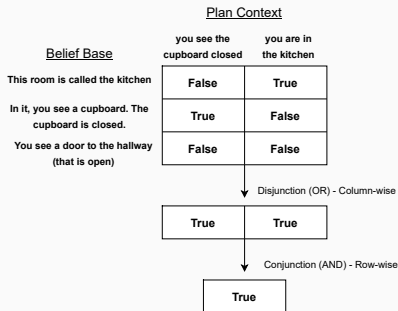 Plan Context
Belief Base
you see the
cupboard closed
you are in
the kitchen
This room is called the kitchen
False
True
In it, you see a cupboard. The
cupboard is closed.
True
False
You see a door to the hallway
(that is open)
False
False
Disjunction (OR) - Column-wise
True
True
Conjunction (AND) - Row-wise
True